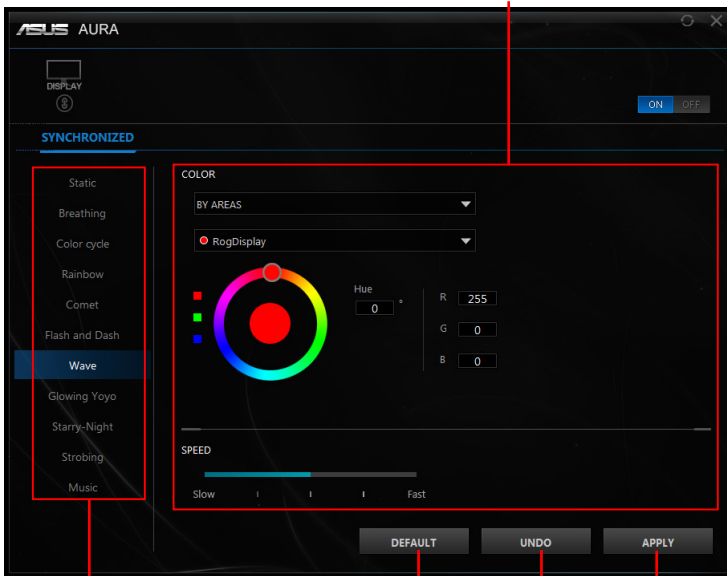 ASUS AURA
DISPLAY
ON OFF
SYNCHRONIZED
Static
Breathing
Color cycle
Rainbow
Comet
Flash and Dash
Wave
Glowing Yoyo
Starry-Night
Strobing
Music
COLOR
BY AREAS
RogDisplay
Hue
0 °
R 255
G 0
B 0
SPEED
Slow Fast
DEFAULT UNDO APPLY